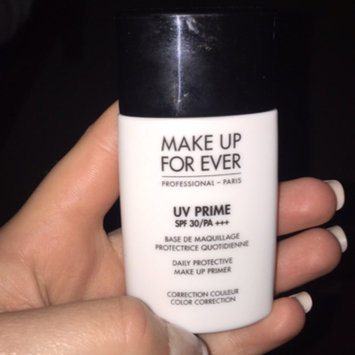 MAKE UP
FOR EVER
PROFESSIONAL – PARIS
UV PRIME
SPF 30/PA +++
BASE DE MAQUILLAGE
PROTECTRICE QUOTIDIENNE
DAILY PROTECTIVE
MAKE UP PRIMER
CORRECTION COULEUR
COLOR CORRECTION